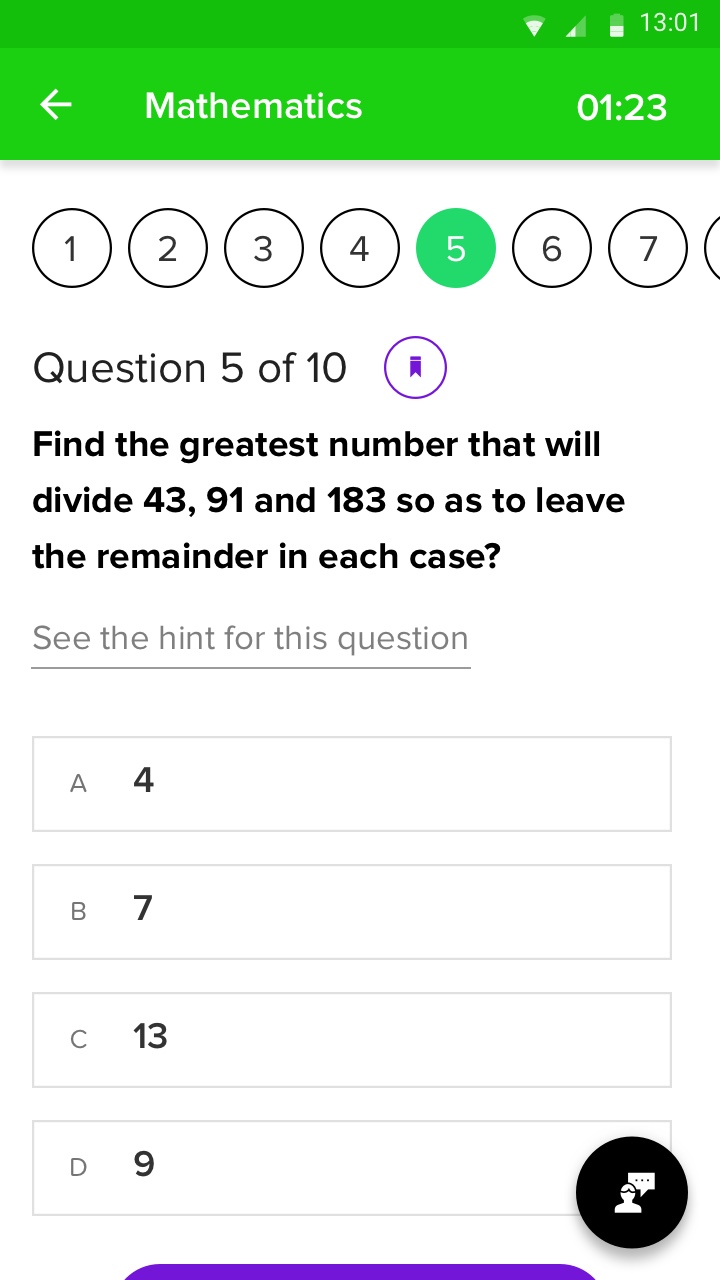 13:01
Mathematics
01:23
1 2 3 4 5 6 7
Question 5 of 10
Find the greatest number that will
divide 43, 91 and 183 so as to leave
the remainder in each case?
See the hint for this question
A 4
B 7
C 13
D 9